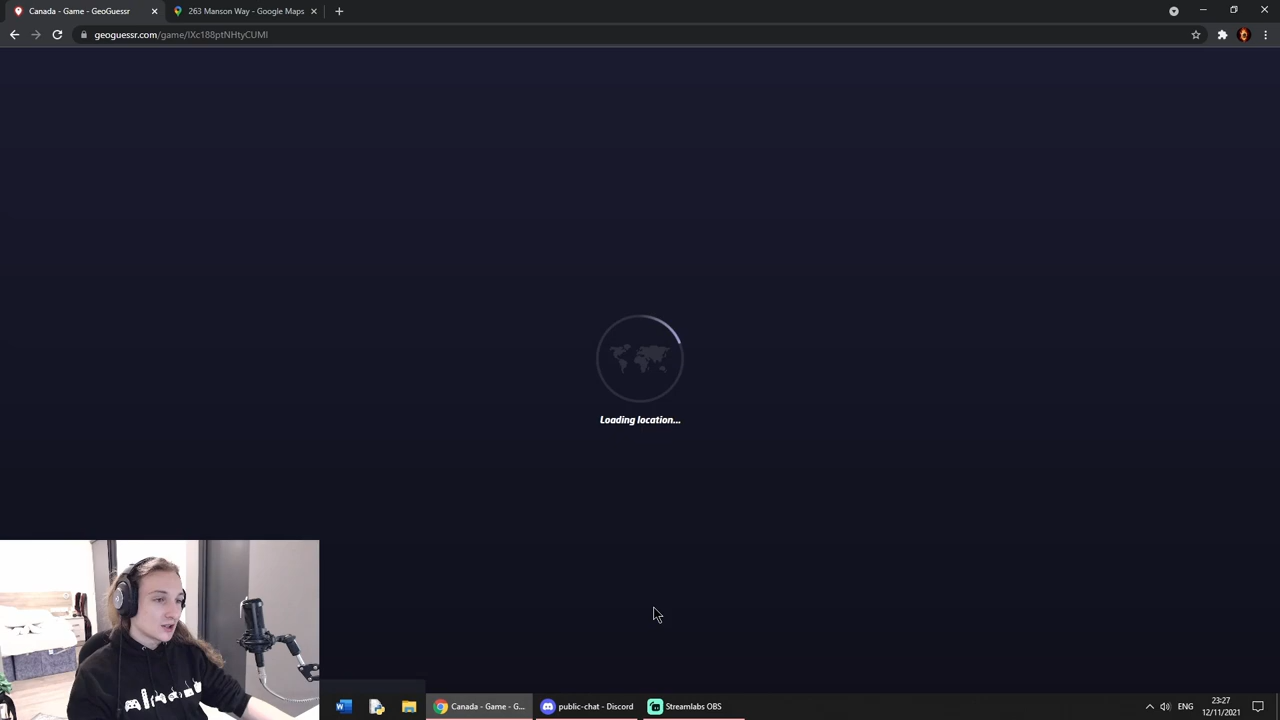 Canada - Game - GeoGuessr
263 Manson Way - Google Maps
geoguessr.com/game/IXc188ptNHtyCUMI
Loading location...
Canada - Game - G...
public-chat - Discord
Streamlabs OBS
ENG
23:27
12/11/2021